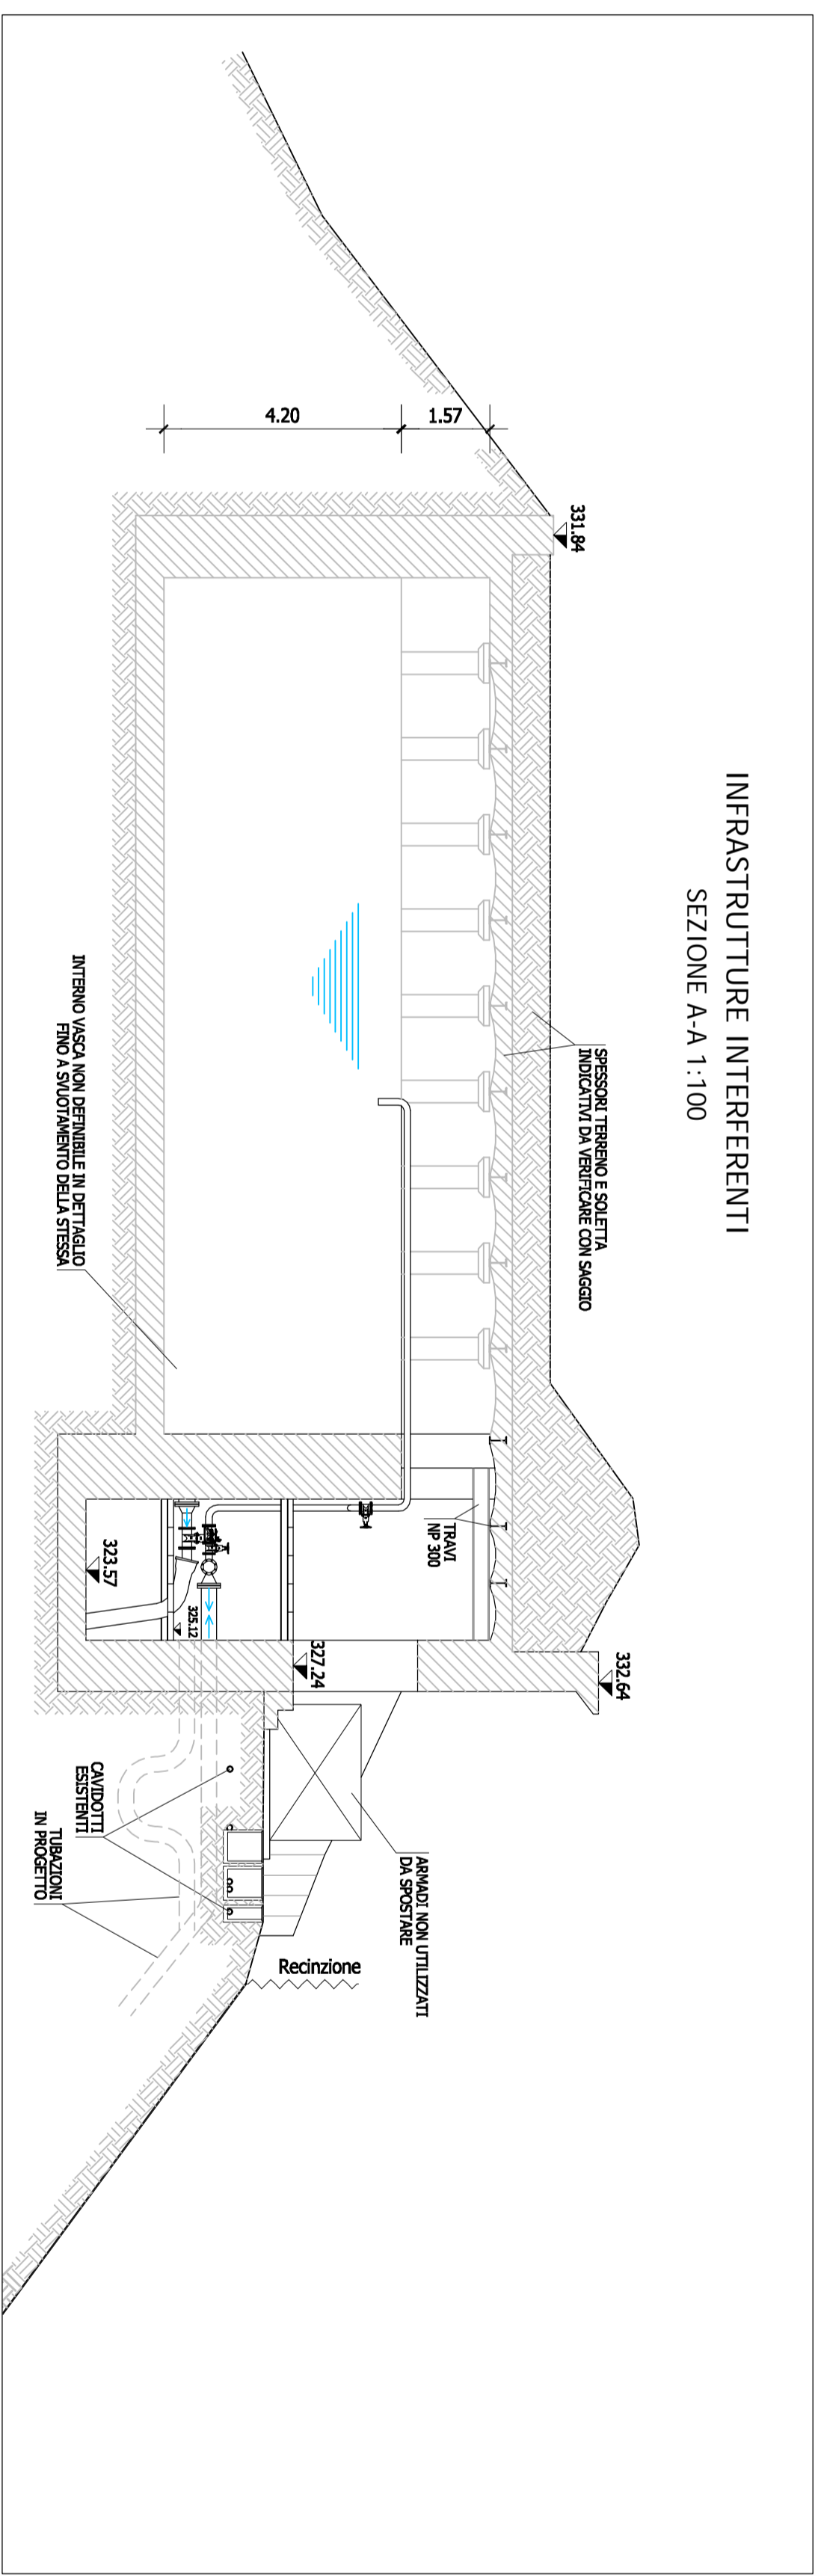 INFRASTRUTTURE INTERFERENTI
SEZIONE A-A 1:100
332.64
331.84
SPESSORI TERRENO E SOLETTA
INDICATIVI DA VERIFICARE CON SAGGIO
1.57
4.20
TRAVI
NP 300
ARMADI NON UTILIZZATI
DA SPOSTARE
Recinzione
327.24
325.12
323.57
INTERNO VASCA NON DEFINIBILE IN DETTAGLIO
FINO A SVUOTAMENTO DELLA STESSA
CAVIDOTTI
ESISTENTI
TUBAZIONI
IN PROGETTO